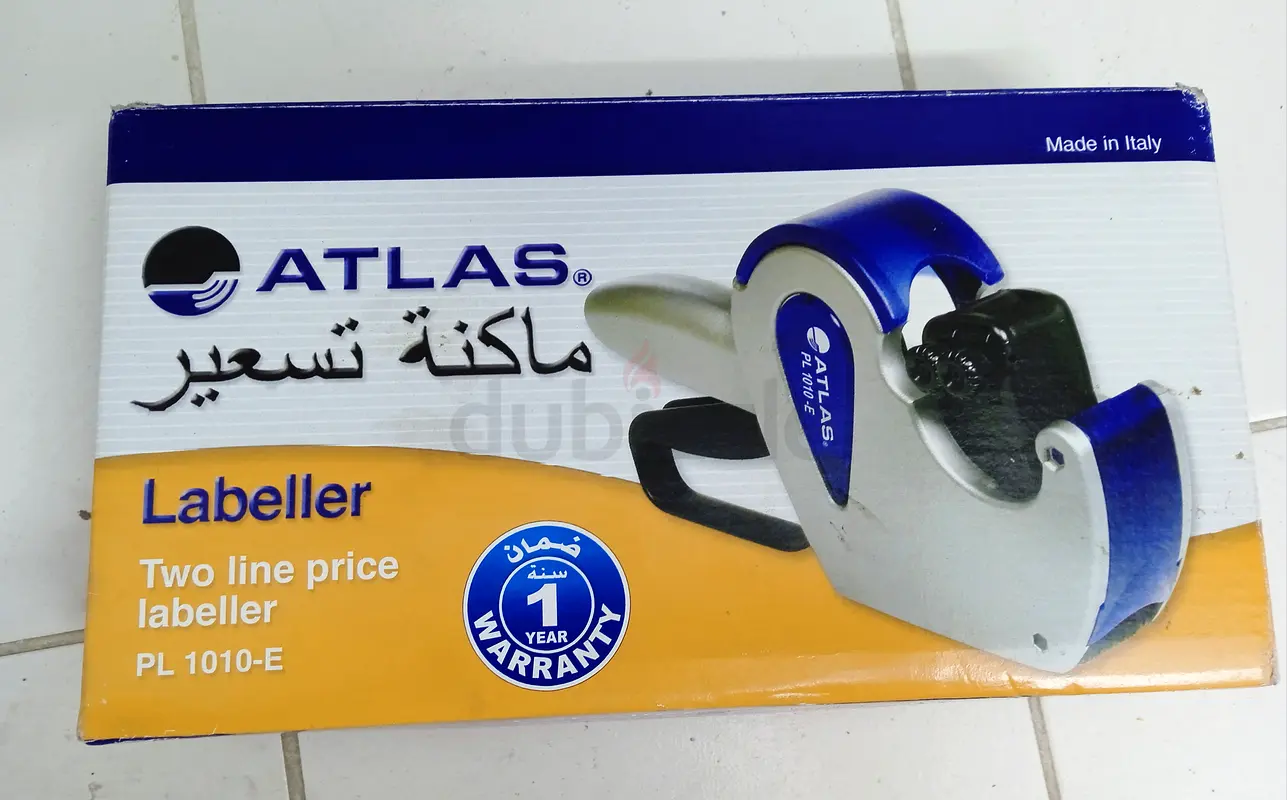 Made in Italy
ATLAS®
ماكنة تسعير
ATLAS
PL 1010-E
Labeller
Two line price
labeller
PL 1010-E
ضمان
سنة
1
YEAR
WARRANTY
dubizzle